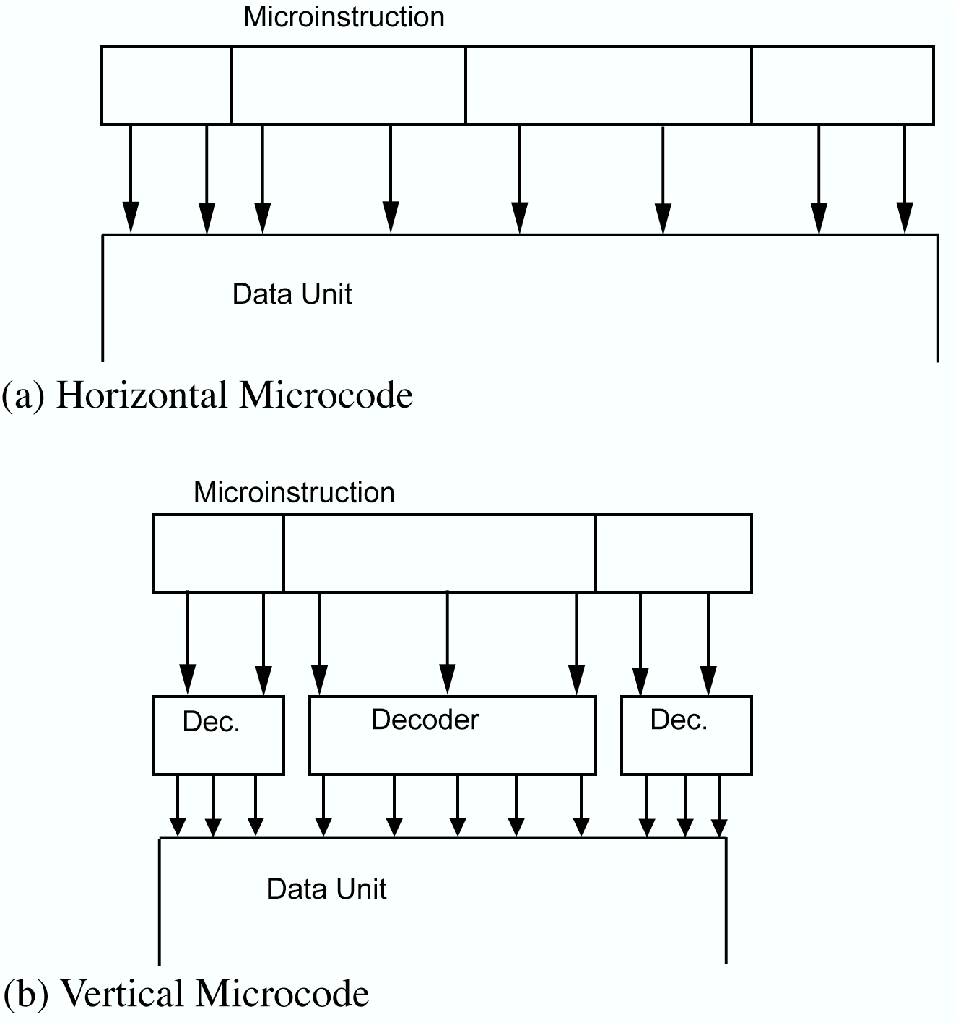 Microinstruction
Data Unit
(a) Horizontal Microcode
Microinstruction
Dec. Decoder Dec.
Data Unit
(b) Vertical Microcode